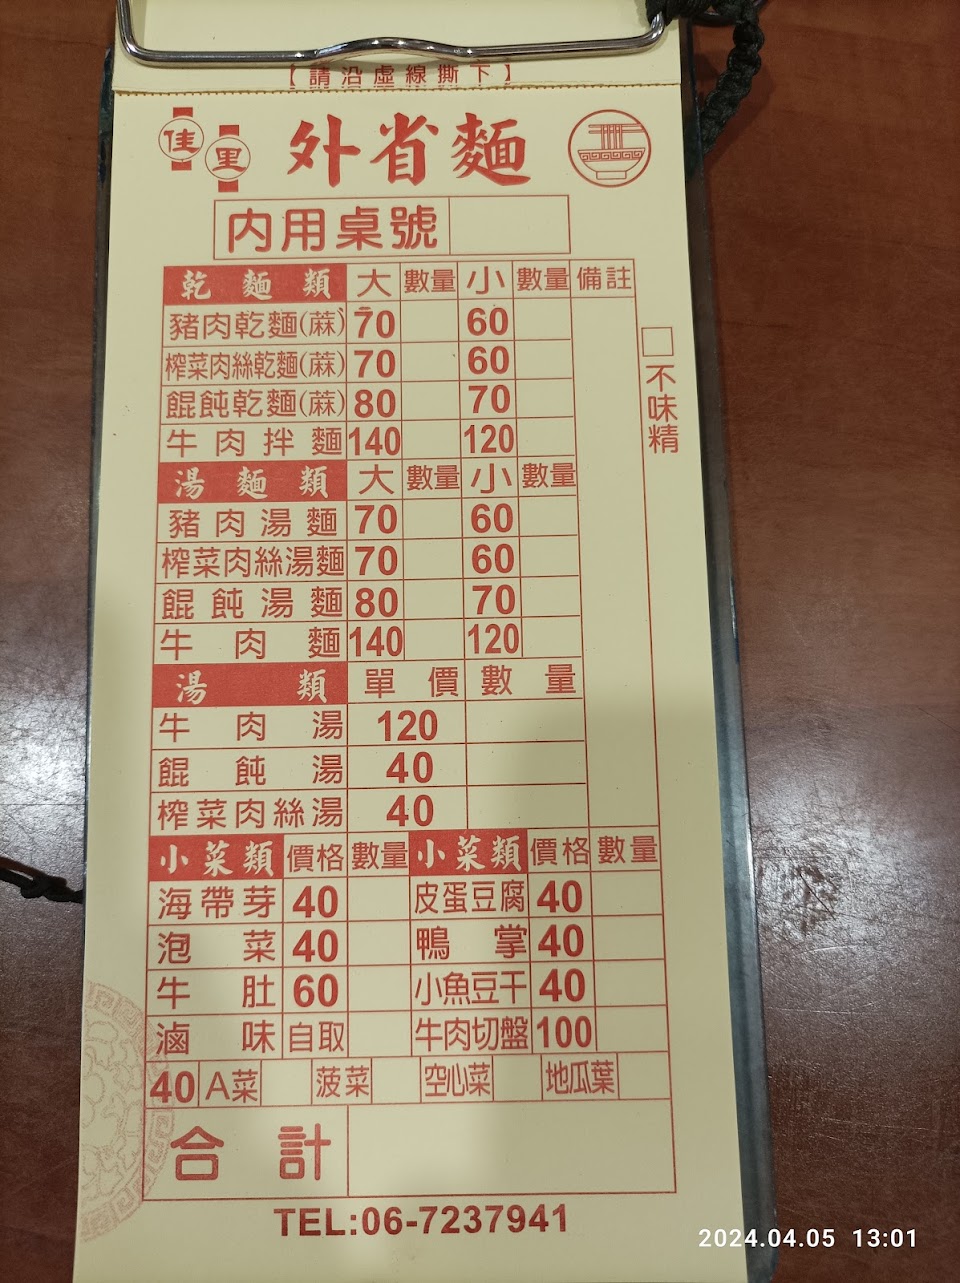 【請沿虛線撕下】
佳里 外省麵
內用桌號
乾麵類 大 數量 小 數量 備註
豬肉乾麵(蔴) 70 60
榨菜肉絲乾麵(蔴) 70 60
餛飩乾麵(蔴) 80 70
牛肉拌麵 140 120
□不味精
湯麵類 大 數量 小 數量
豬肉湯麵 70 60
榨菜肉絲湯麵 70 60
餛飩湯麵 80 70
牛肉麵 140 120
湯類 單價 數量
牛肉湯 120
餛飩湯 40
榨菜肉絲湯 40
小菜類 價格 數量 小菜類 價格 數量
海帶芽 40 皮蛋豆腐 40
泡菜 40 鴨掌 40
牛肚 60 小魚豆干 40
滷味 自取 牛肉切盤 100
40 A菜 菠菜 空心菜 地瓜葉
合計
TEL:06-7237941
2024.04.05 13:01